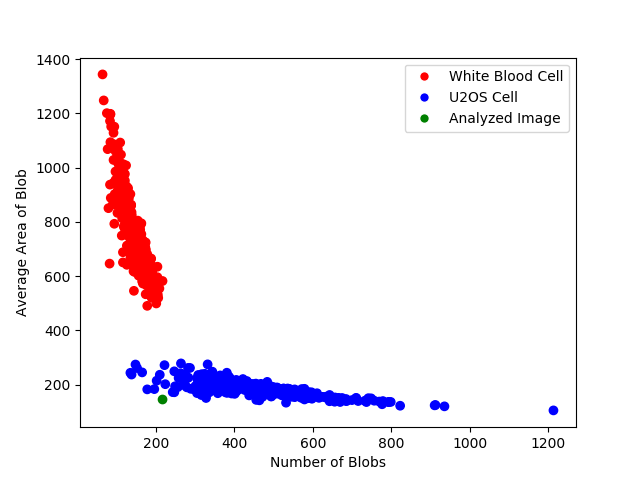 White Blood Cell
U2OS Cell
Analyzed Image
1400
1200
1000
800
600
400
200
Average Area of Blob
200 400 600 800 1000 1200
Number of Blobs